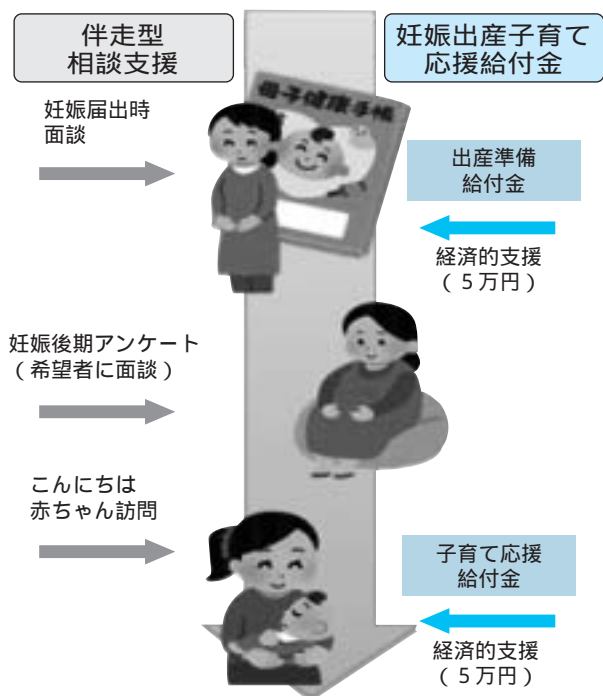 伴走型
相談支援
妊娠出産子育て
応援給付金
妊娠届出時
面談
母子健康手帳
出産準備
給付金
経済的支援
（５万円）
妊娠後期アンケート
（希望者に面談）
こんにちは
赤ちゃん訪問
子育て応援
給付金
経済的支援
（５万円）